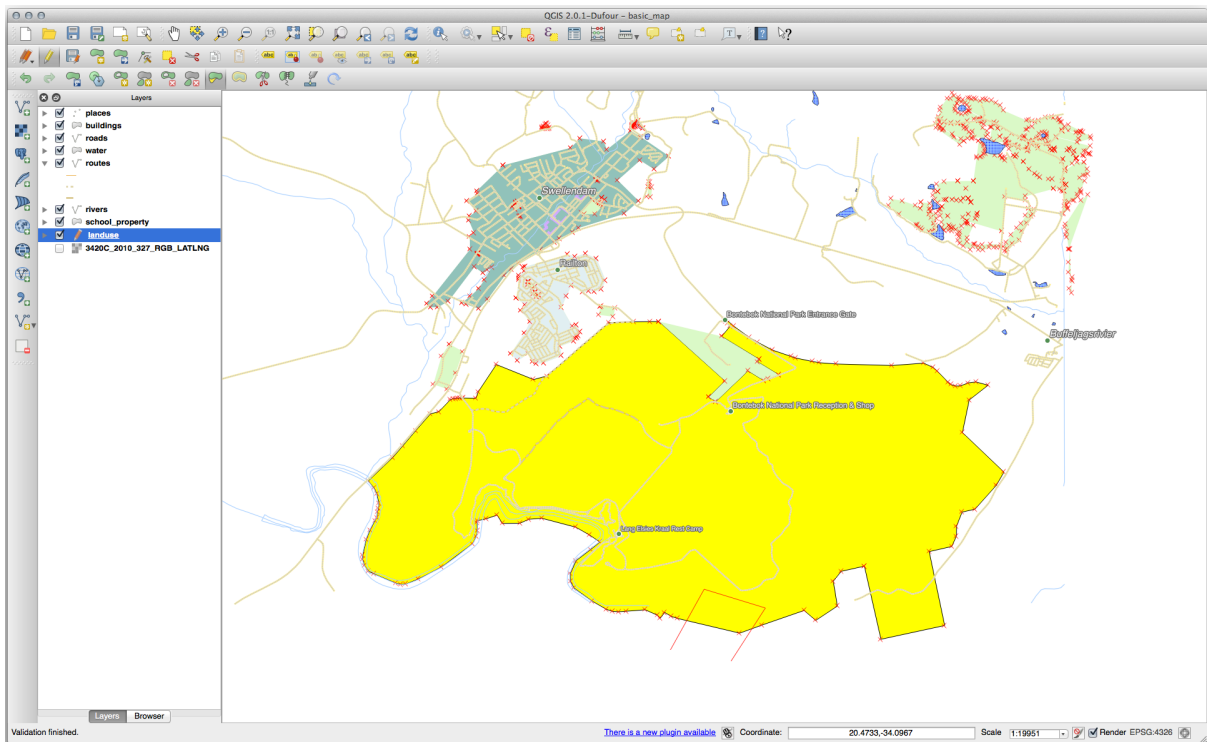 QGIS 2.0.1-Dufour – basic_map
Layers
places
buildings
roads
water
routes
rivers
school_property
landuse
3420C_2010_327_RGB_LATLNG
Swellendam
Railton
Bontebok National Park Entrance Gate
Buffeljagsrivier
Bontebok National Park Reception & Shop
Lang Elsies Kraal Rest Camp
Layers Browser
Validation finished. There is a new plugin available Coordinate: 20.4733,-34.0967 Scale 1:19951 Render EPSG:4326